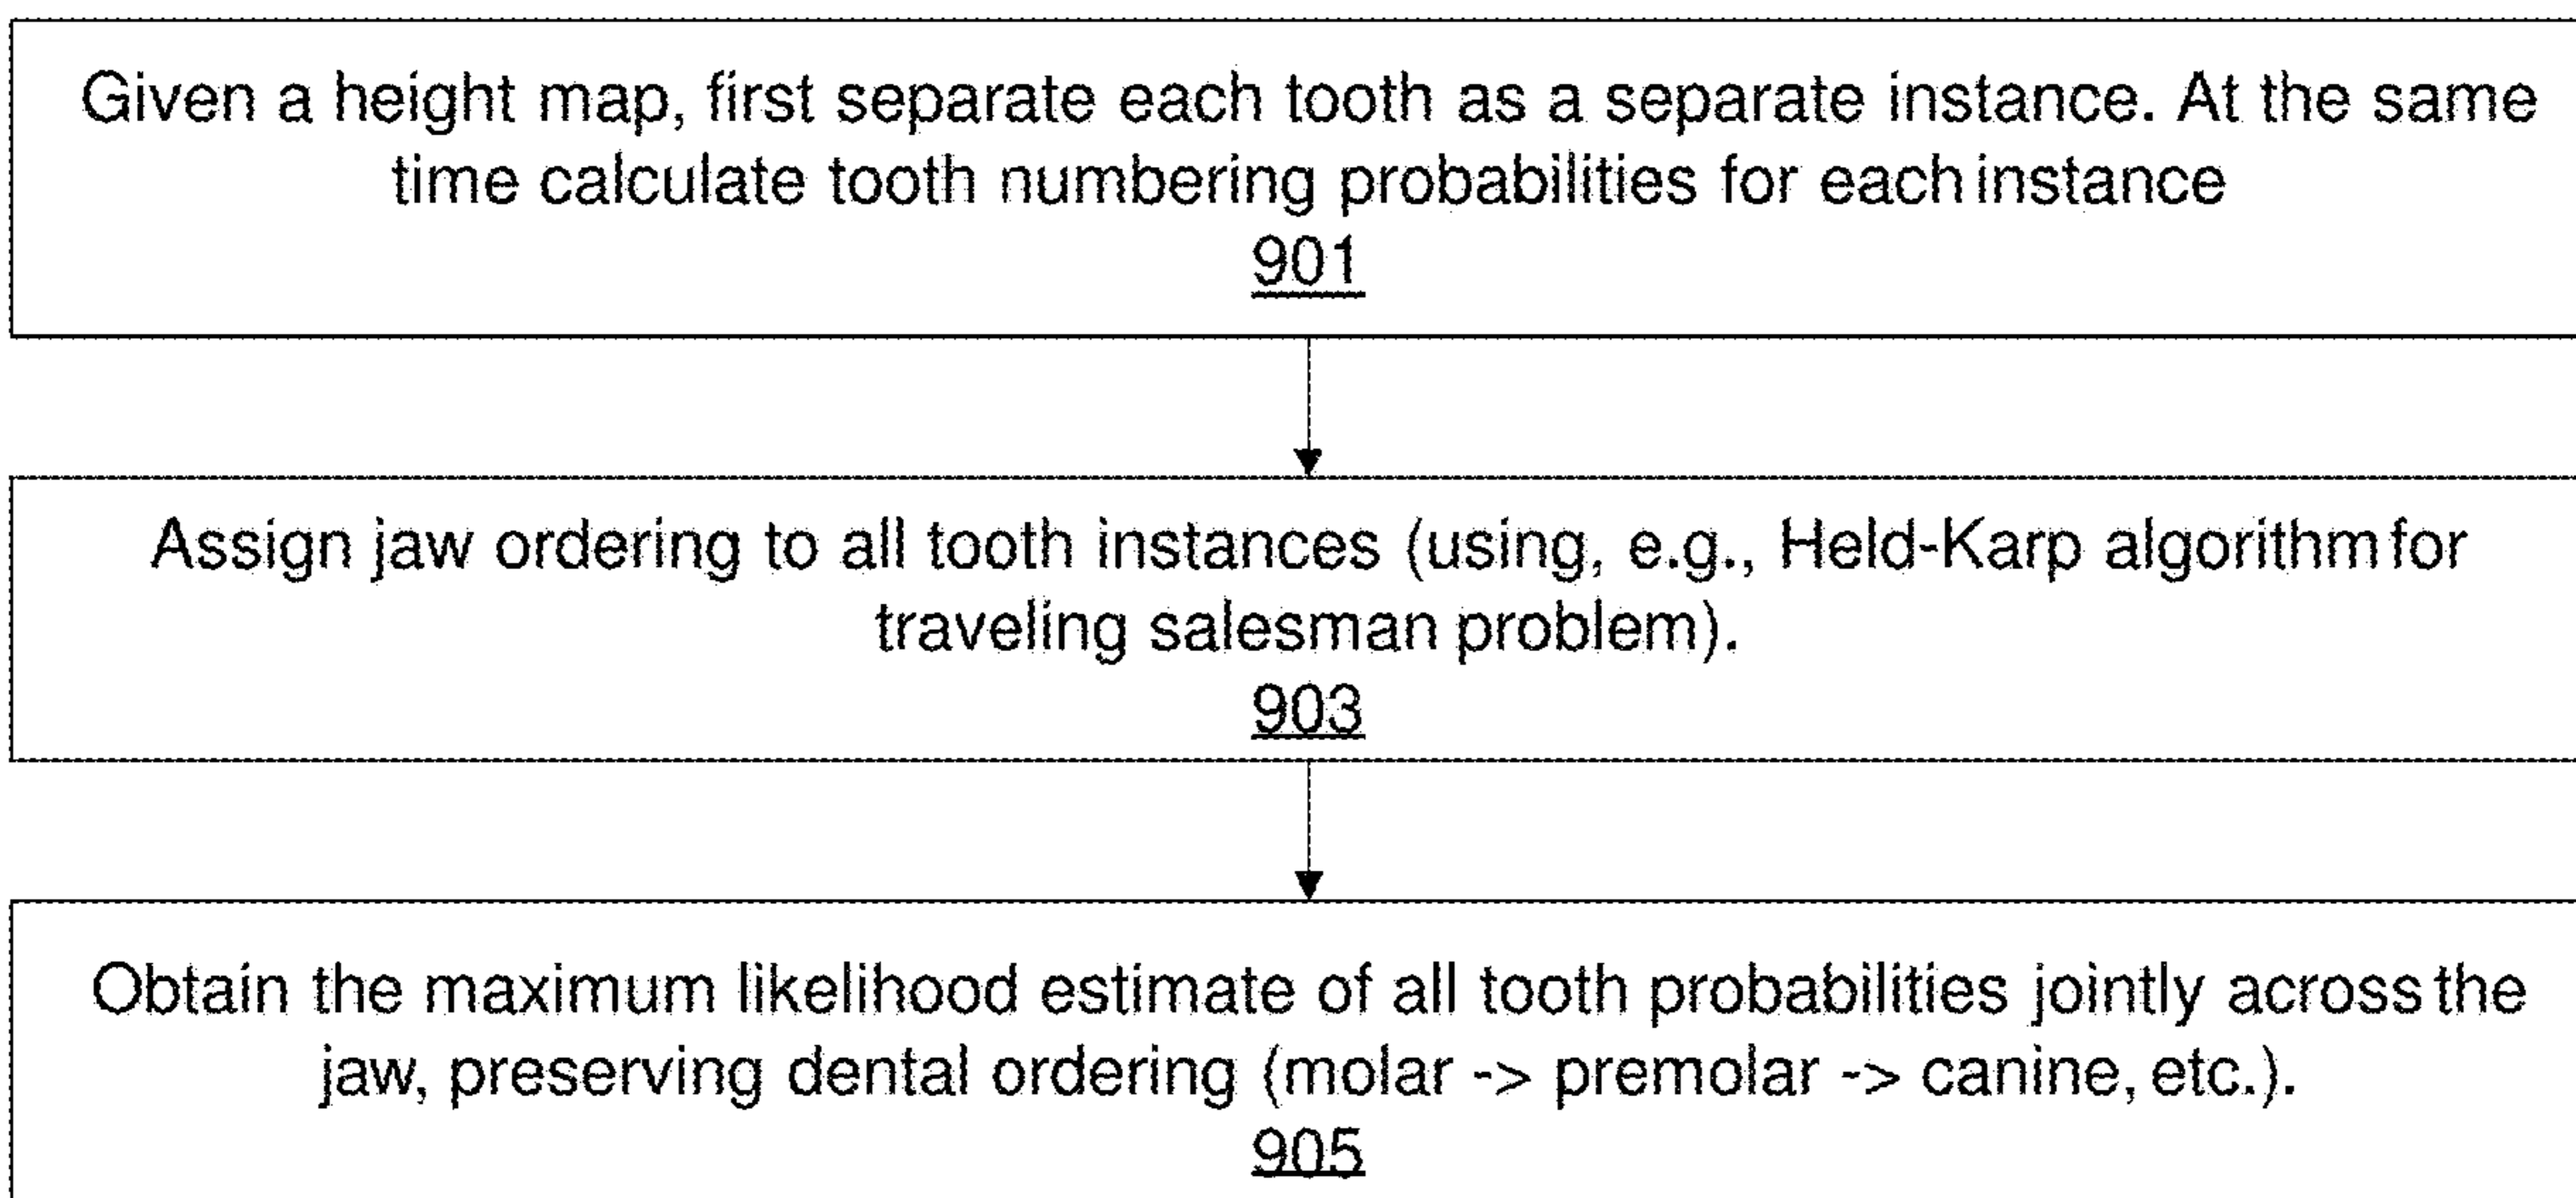 Given a height map, first separate each tooth as a separate instance. At the same
time calculate tooth numbering probabilities for each instance
901
Assign jaw ordering to all tooth instances (using, e.g., Held-Karp algorithm for
traveling salesman problem).
903
Obtain the maximum likelihood estimate of all tooth probabilities jointly across the
jaw, preserving dental ordering (molar -> premolar -> canine, etc.).
905